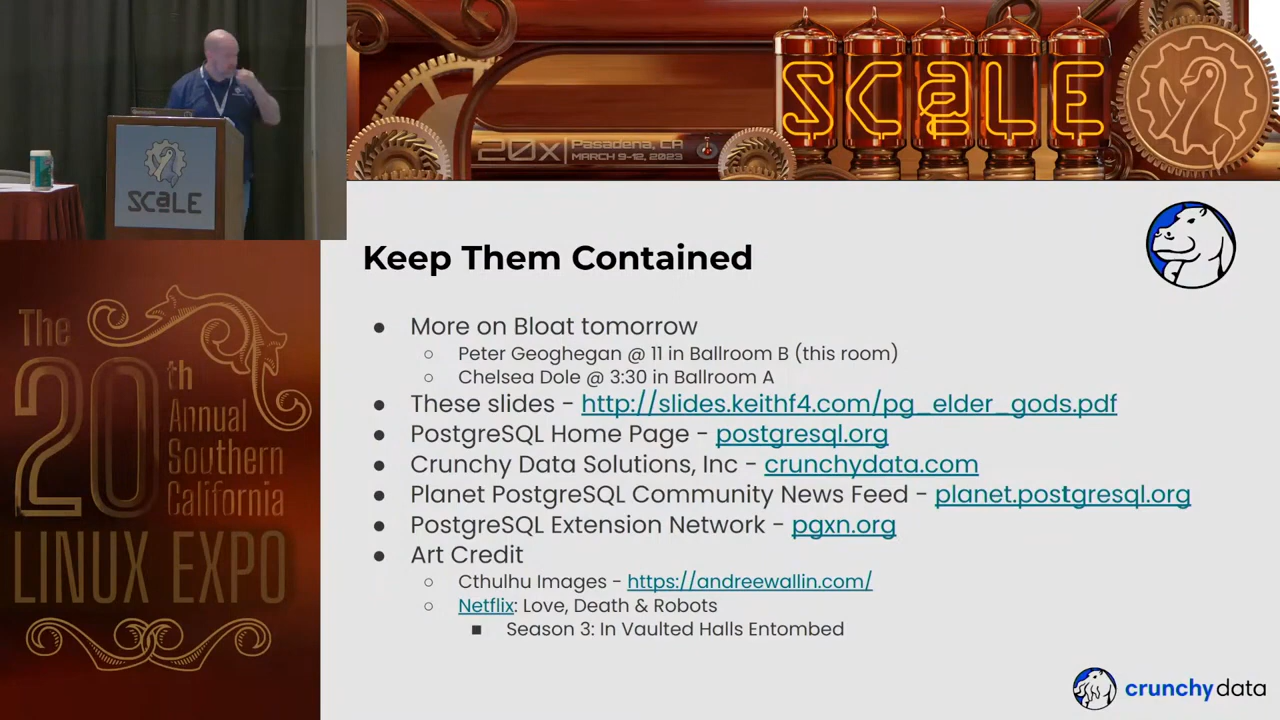 SCaLE
20x
Pasadena, CA
MARCH 9-12, 2023
SCaLE
The
20th
Annual
Southern
California
LINUX EXPO
Keep Them Contained
● More on Bloat tomorrow
○ Peter Geoghegan @ 11 in Ballroom B (this room)
○ Chelsea Dole @ 3:30 in Ballroom A
● These slides - http://slides.keithf4.com/pg_elder_gods.pdf
● PostgreSQL Home Page - postgresql.org
● Crunchy Data Solutions, Inc - crunchydata.com
● Planet PostgreSQL Community News Feed - planet.postgresql.org
● PostgreSQL Extension Network - pgxn.org
● Art Credit
○ Cthulhu Images - https://andreewallin.com/
○ Netflix: Love, Death & Robots
■ Season 3: In Vaulted Halls Entombed
crunchydata